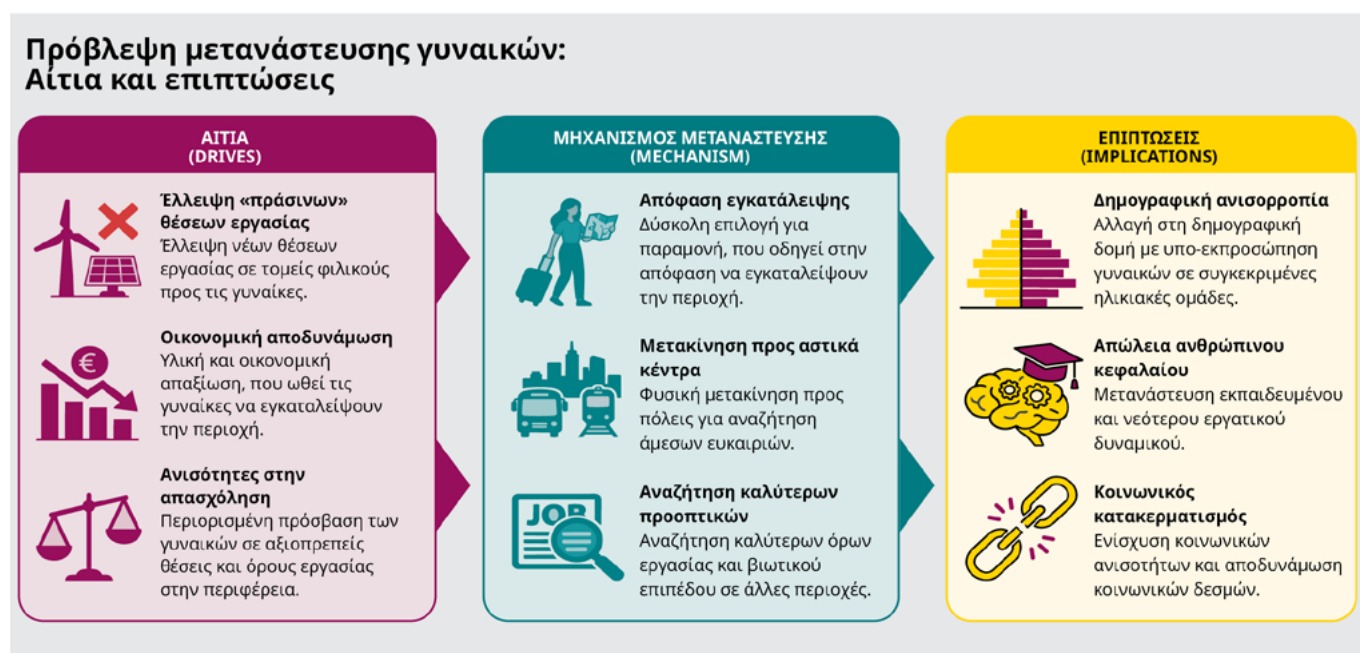 Πρόβλεψη μετανάστευσης γυναικών:
Αίτια και επιπτώσεις
ΑΙΤΙΑ
(DRIVES)
Έλλειψη «πράσινων»
θέσεων εργασίας
Έλλειψη νέων θέσεων
εργασίας σε τομείς φιλικούς
προς τις γυναίκες.
€
Οικονομική αποδυνάμωση
Υλική και οικονομική
απαξίωση, που ωθεί τις
γυναίκες να εγκαταλείψουν
την περιοχή.
Ανισότητες στην
απασχόληση
Περιορισμένη πρόσβαση των
γυναικών σε αξιοπρεπείς
θέσεις και όρους εργασίας
στην περιφέρεια.
ΜΗΧΑΝΙΣΜΟΣ ΜΕΤΑΝΑΣΤΕΥΣΗΣ
(MECHANISM)
Απόφαση εγκατάλειψης
Δύσκολη επιλογή για
παραμονή, που οδηγεί στην
απόφαση να εγκαταλείψουν
την περιοχή.
Μετακίνηση προς αστικά
κέντρα
Φυσική μετακίνηση προς
πόλεις για αναζήτηση
άμεσων ευκαιριών.
JOB
Αναζήτηση καλύτερων
προοπτικών
Αναζήτηση καλύτερων όρων
εργασίας και βιωτικού
επιπέδου σε άλλες περιοχές.
ΕΠΙΠΤΩΣΕΙΣ
(IMPLICATIONS)
Δημογραφική ανισορροπία
Αλλαγή στη δημογραφική
δομή με υπο-εκπροσώπηση
γυναικών σε συγκεκριμένες
ηλικιακές ομάδες.
Απώλεια ανθρώπινου
κεφαλαίου
Μετανάστευση εκπαιδευμένου
και νεότερου εργατικού
δυναμικού.
Κοινωνικός
κατακερματισμός
Ενίσχυση κοινωνικών
ανισοτήτων και αποδυνάμωση
κοινωνικών δεσμών.